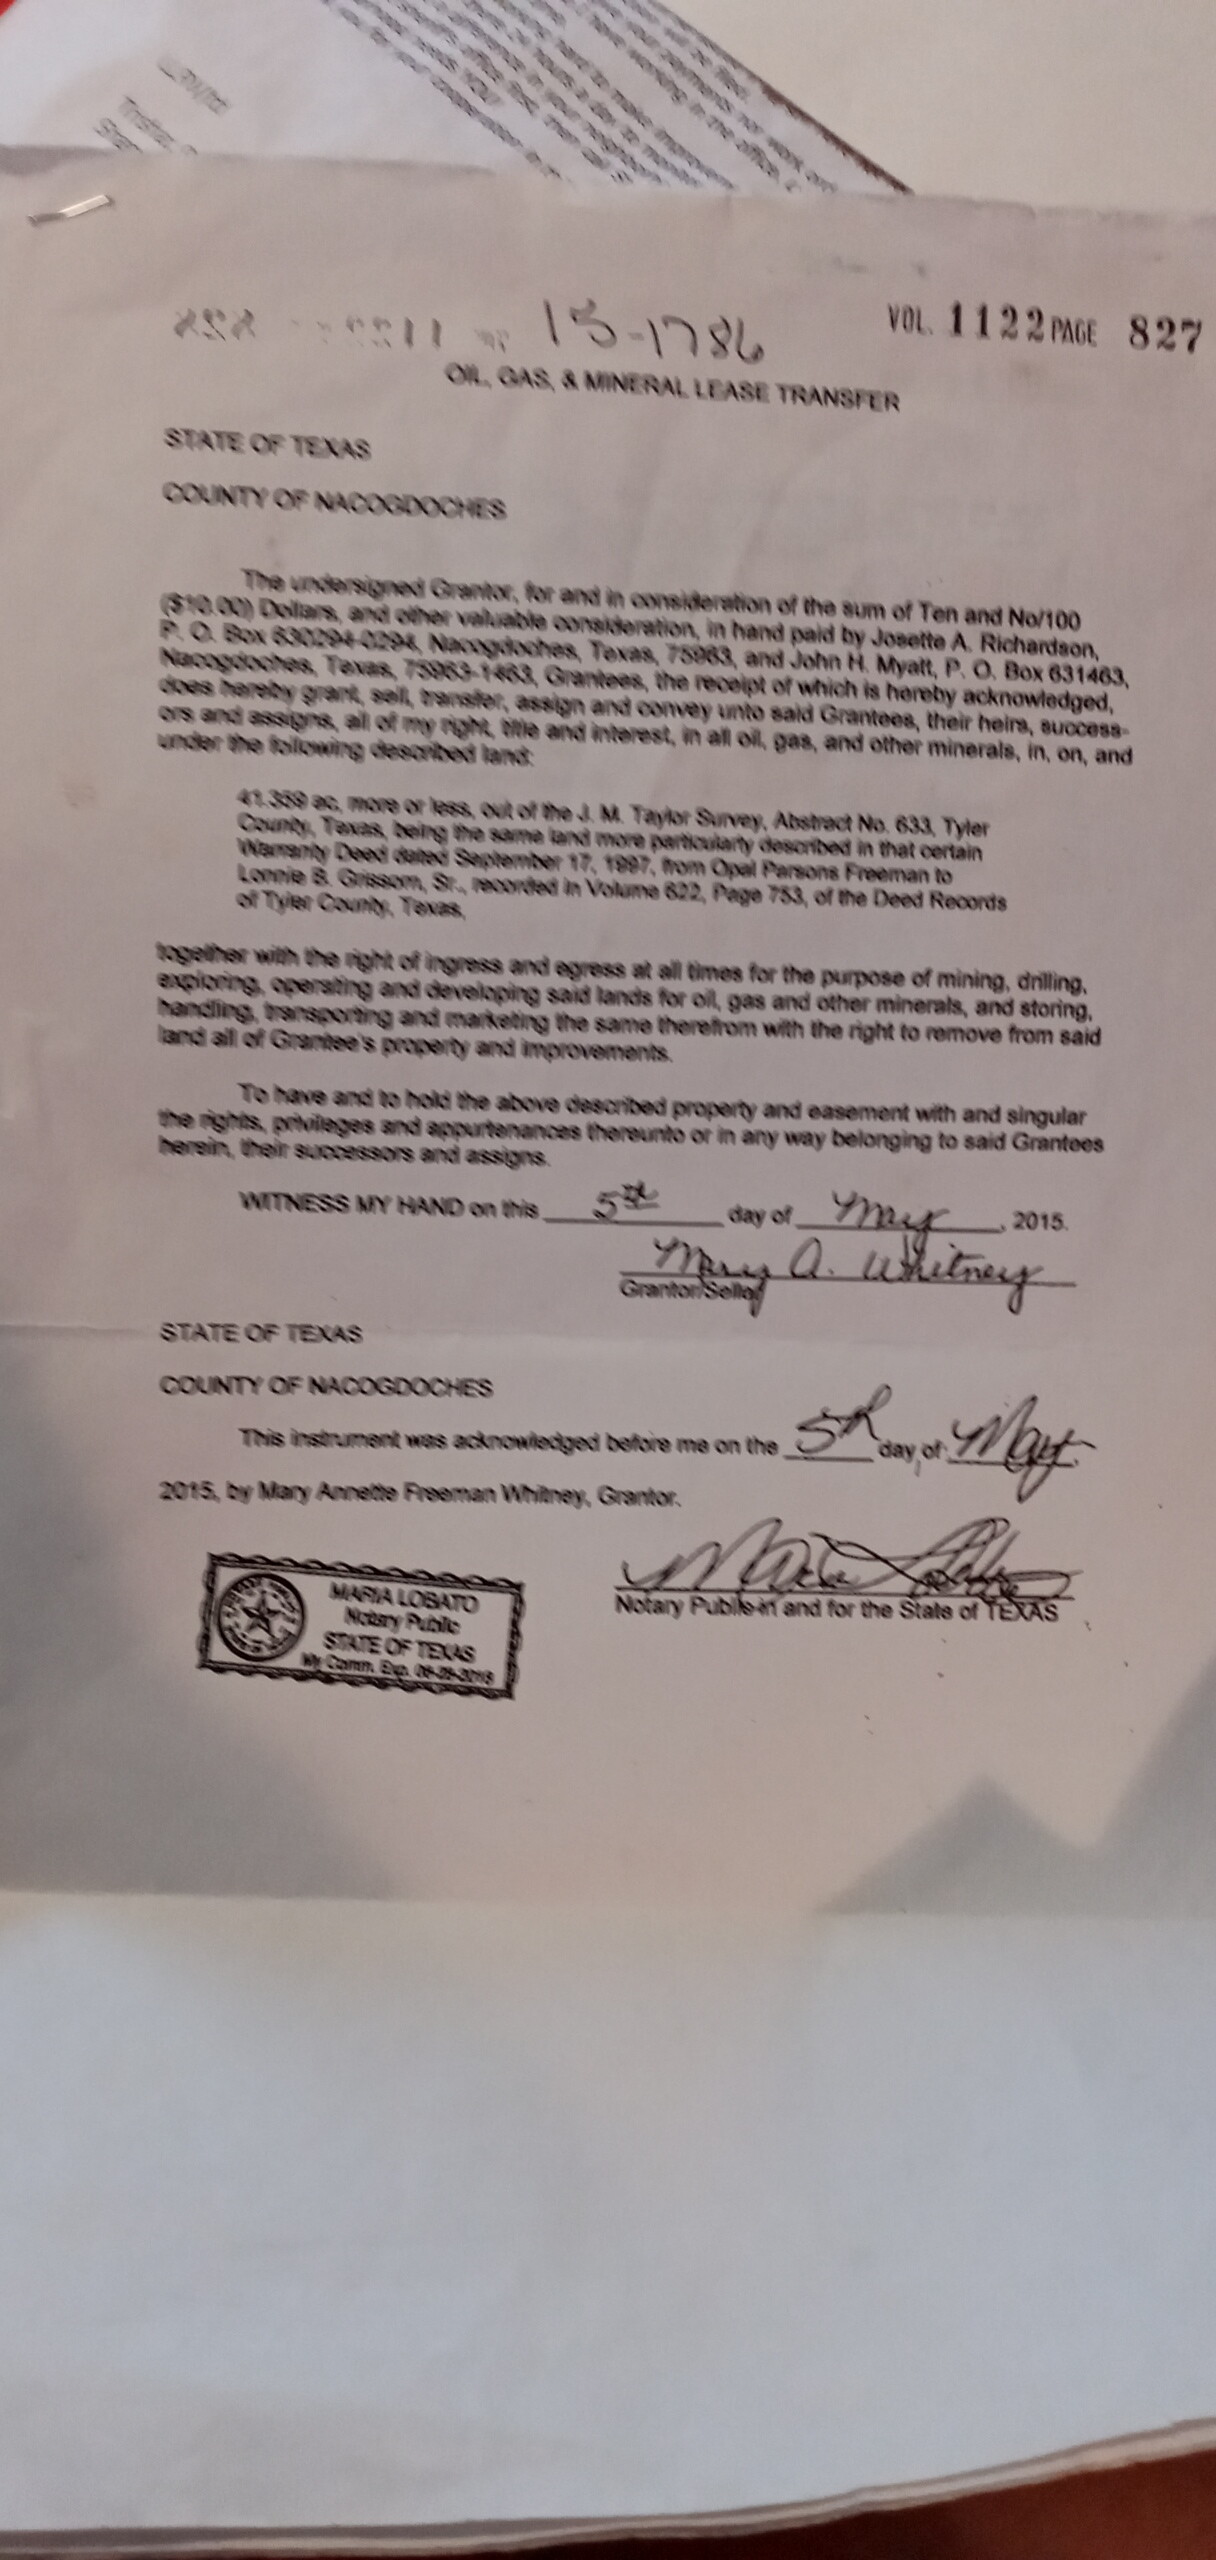 15-1786
VOL. 1122 PAGE 827
OIL, GAS, & MINERAL LEASE TRANSFER
STATE OF TEXAS
COUNTY OF NACOGDOCHES
The undersigned Grantor, for and in consideration of the sum of Ten and No/100
($10.00) Dollars, and other valuable consideration, in hand paid by Josette A. Richardson,
P. O. Box 630294-0294, Nacogdoches, Texas, 75963, and John H. Myatt, P. O. Box 631463,
Nacogdoches, Texas, 75963-1463, Grantees, the receipt of which is hereby acknowledged,
does hereby grant, sell, transfer, assign and convey unto said Grantees, their heirs, success-
ors and assigns, all of my right, title and interest, in all oil, gas, and other minerals, in, on, and
under the following described land:
41.359 ac, more or less, out of the J. M. Taylor Survey, Abstract No. 633, Tyler
County, Texas, being the same land more particularly described in that certain
Warranty Deed dated September 17, 1997, from Opal Parsons Freeman to
Lonnie B. Grissom, Sr., recorded in Volume 622, Page 753, of the Deed Records
of Tyler County, Texas,
together with the right of ingress and egress at all times for the purpose of mining, drilling,
exploring, operating and developing said lands for oil, gas and other minerals, and storing,
handling, transporting and marketing the same therefrom with the right to remove from said
land all of Grantee's property and improvements.
To have and to hold the above described property and easement with and singular
the rights, privileges and appurtenances thereunto or in any way belonging to said Grantees
herein, their successors and assigns.
WITNESS MY HAND on this 5th day of May, 2015.
Mary A. Whitney
Grantor/Seller
STATE OF TEXAS
COUNTY OF NACOGDOCHES
This instrument was acknowledged before me on the 5th day of May.
2015, by Mary Annette Freeman Whitney, Grantor.
MARIA LOBATO
Notary Public
STATE OF TEXAS
My Comm. Exp.
Notary Public in and for the State of TEXAS